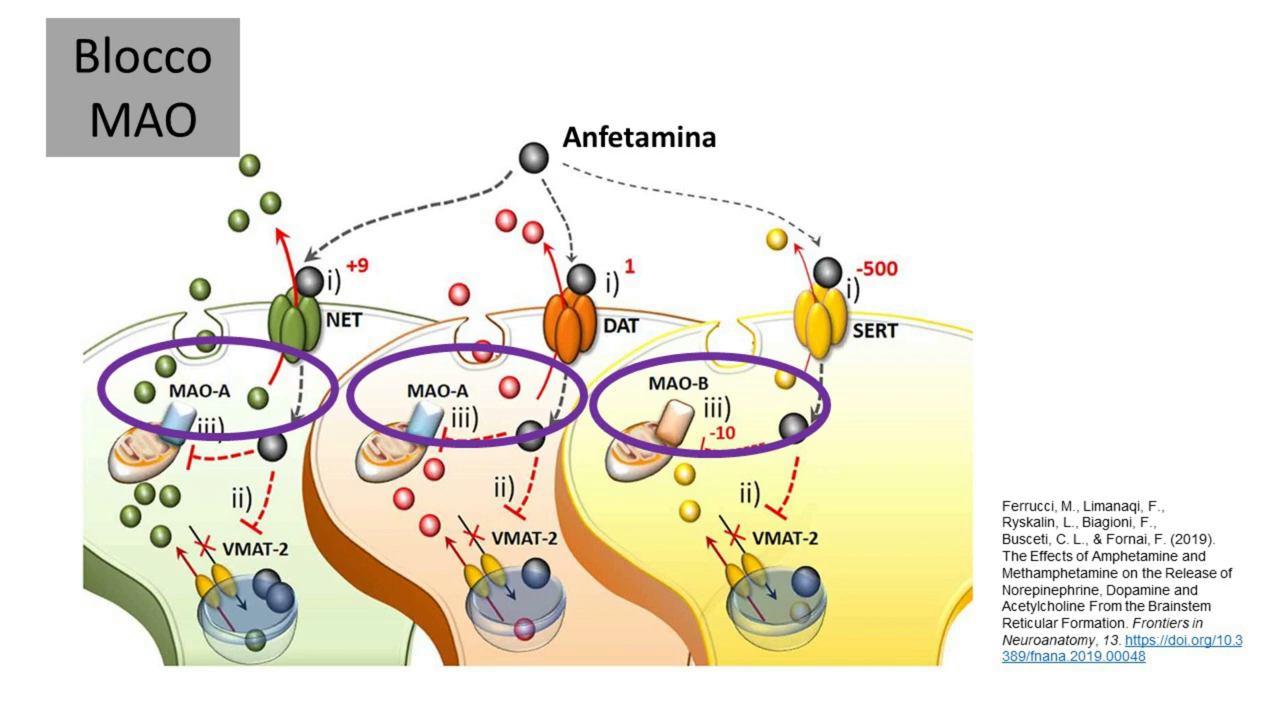 Blocco
MAO
Anfetamina
i) +9
i) 1
i) -500
NET
DAT
SERT
MAO-A
MAO-A
MAO-B
iii)
iii)
iii)
-10
ii)
ii)
ii)
VMAT-2
VMAT-2
VMAT-2
Ferrucci, M., Limanaqi, F.,
Ryskalin, L., Biagioni, F.,
Busceti, C. L., & Fornai, F. (2019).
The Effects of Amphetamine and
Methamphetamine on the Release of
Norepinephrine, Dopamine and
Acetylcholine From the Brainstem
Reticular Formation. Frontiers in
Neuroanatomy, 13. https://doi.org/10.3
389/fnana.2019.00048